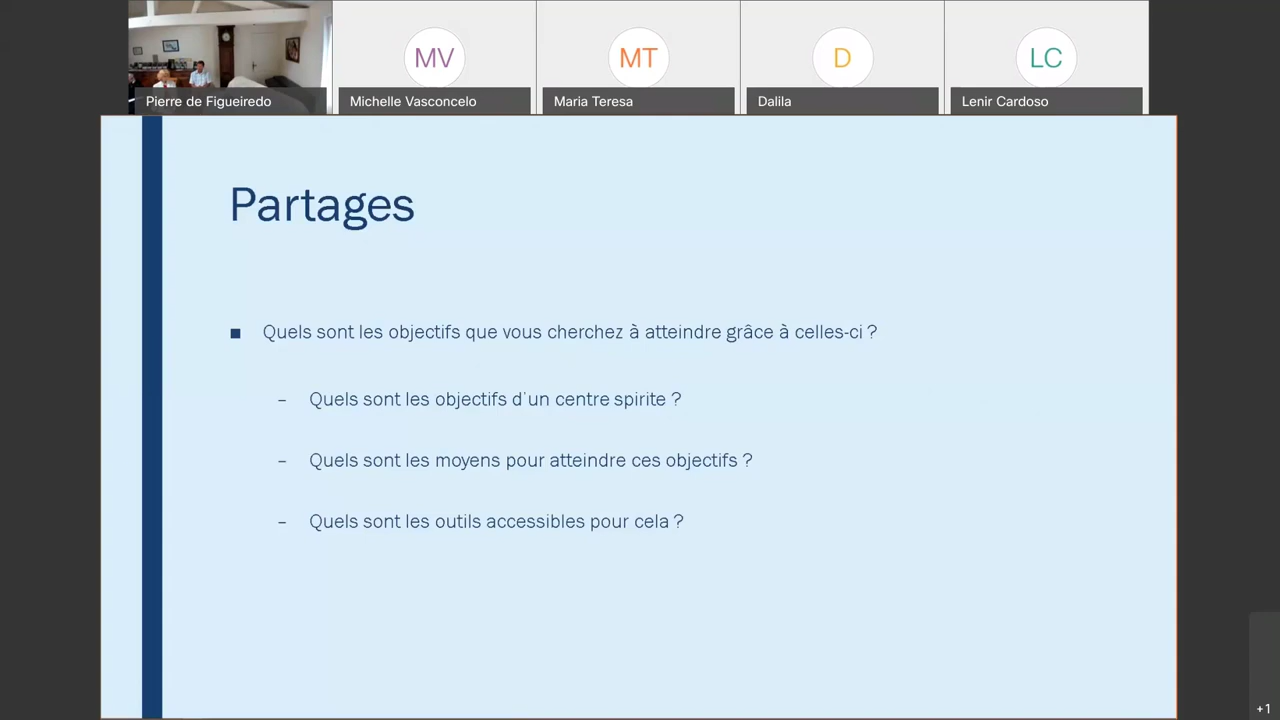 MV
MT
D
LC
Pierre de Figueiredo
Michelle Vasconcelo
Maria Teresa
Dalila
Lenir Cardoso
Partages
■ Quels sont les objectifs que vous cherchez à atteindre grâce à celles-ci ?
– Quels sont les objectifs d'un centre spirite ?
– Quels sont les moyens pour atteindre ces objectifs ?
– Quels sont les outils accessibles pour cela ?
+1